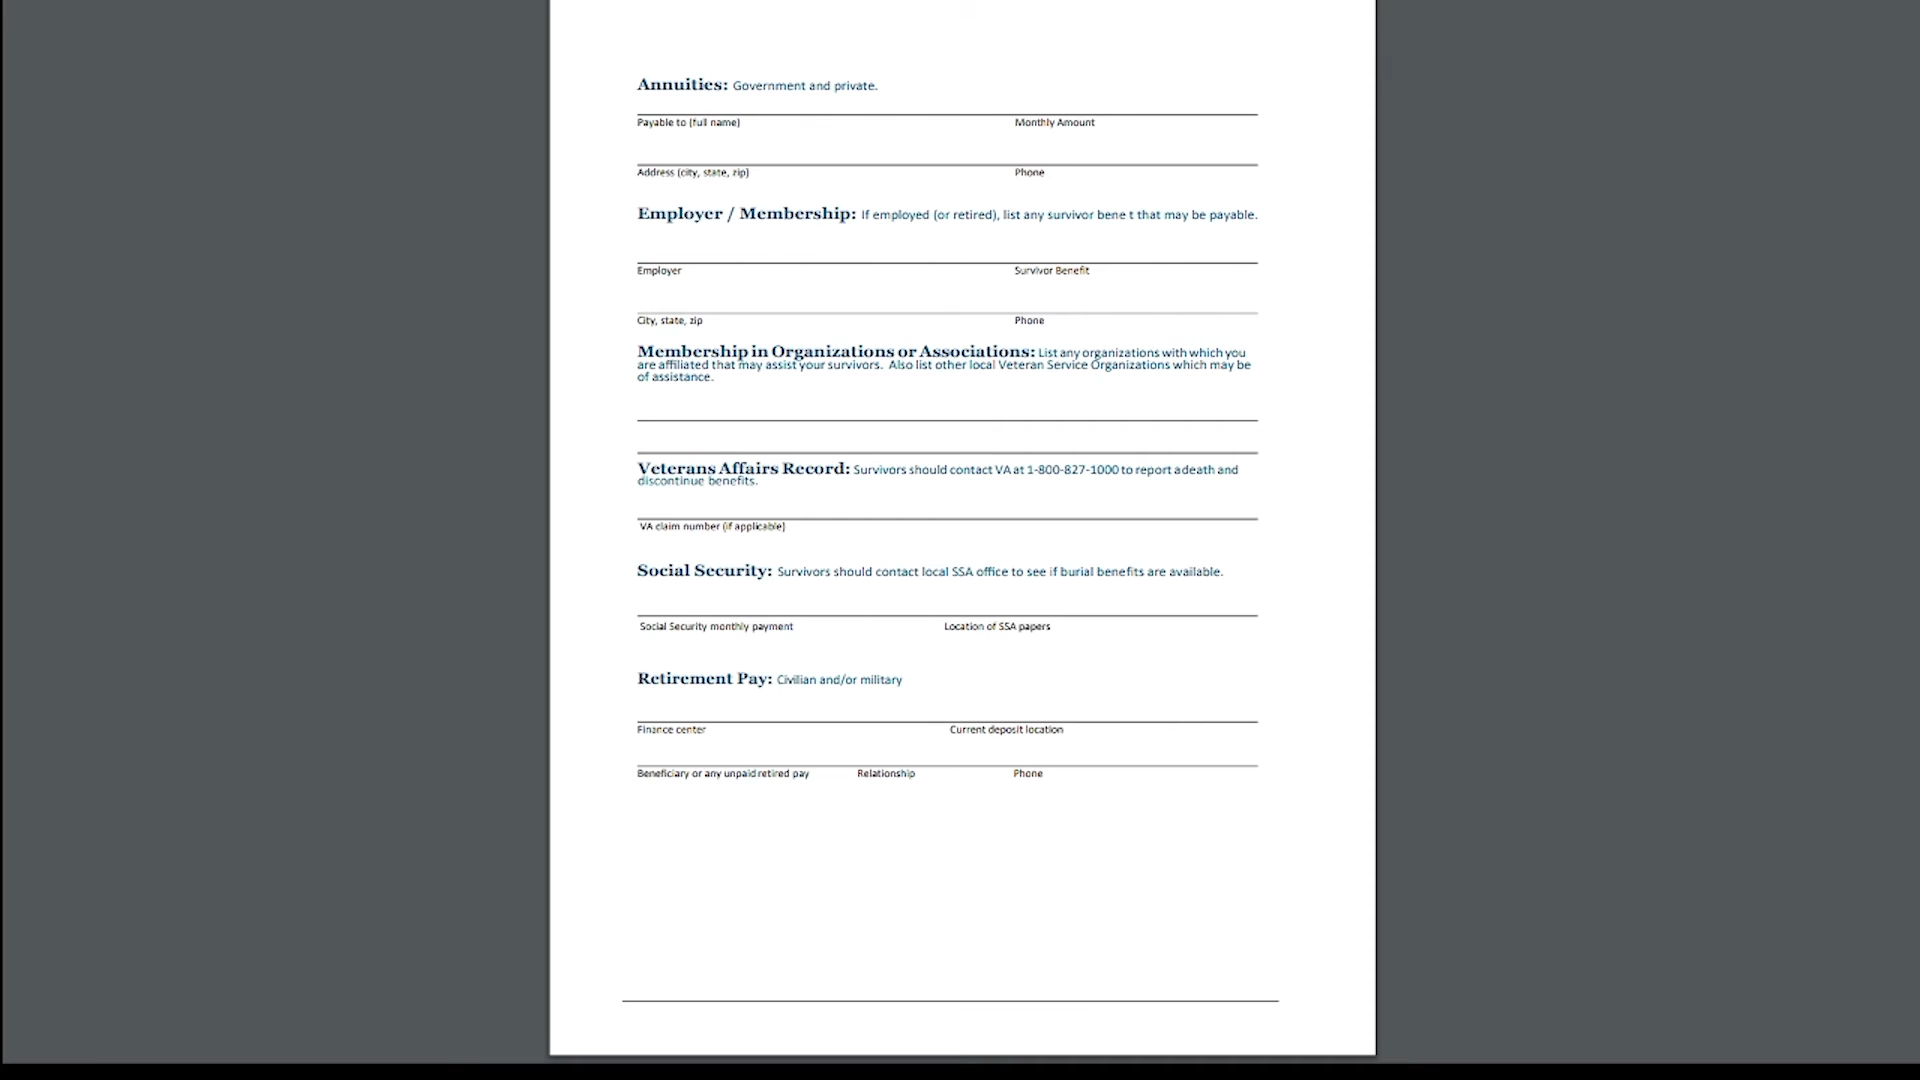 Annuities: Government and private.
Payable to (full name) Monthly Amount
Address (city, state, zip) Phone
Employer / Membership: If employed (or retired), list any survivor bene t that may be payable.
Employer Survivor Benefit
City, state, zip Phone
Membership in Organizations or Associations: List any organizations with which you
are affiliated that may assist your survivors. Also list other local Veteran Service Organizations which may be
of assistance.
Veterans Affairs Record: Survivors should contact VA at 1-800-827-1000 to report a death and
discontinue benefits.
VA claim number (if applicable)
Social Security: Survivors should contact local SSA office to see if burial benefits are available.
Social Security monthly payment Location of SSA papers
Retirement Pay: Civilian and/or military
Finance center Current deposit location
Beneficiary or any unpaid retired pay Relationship Phone